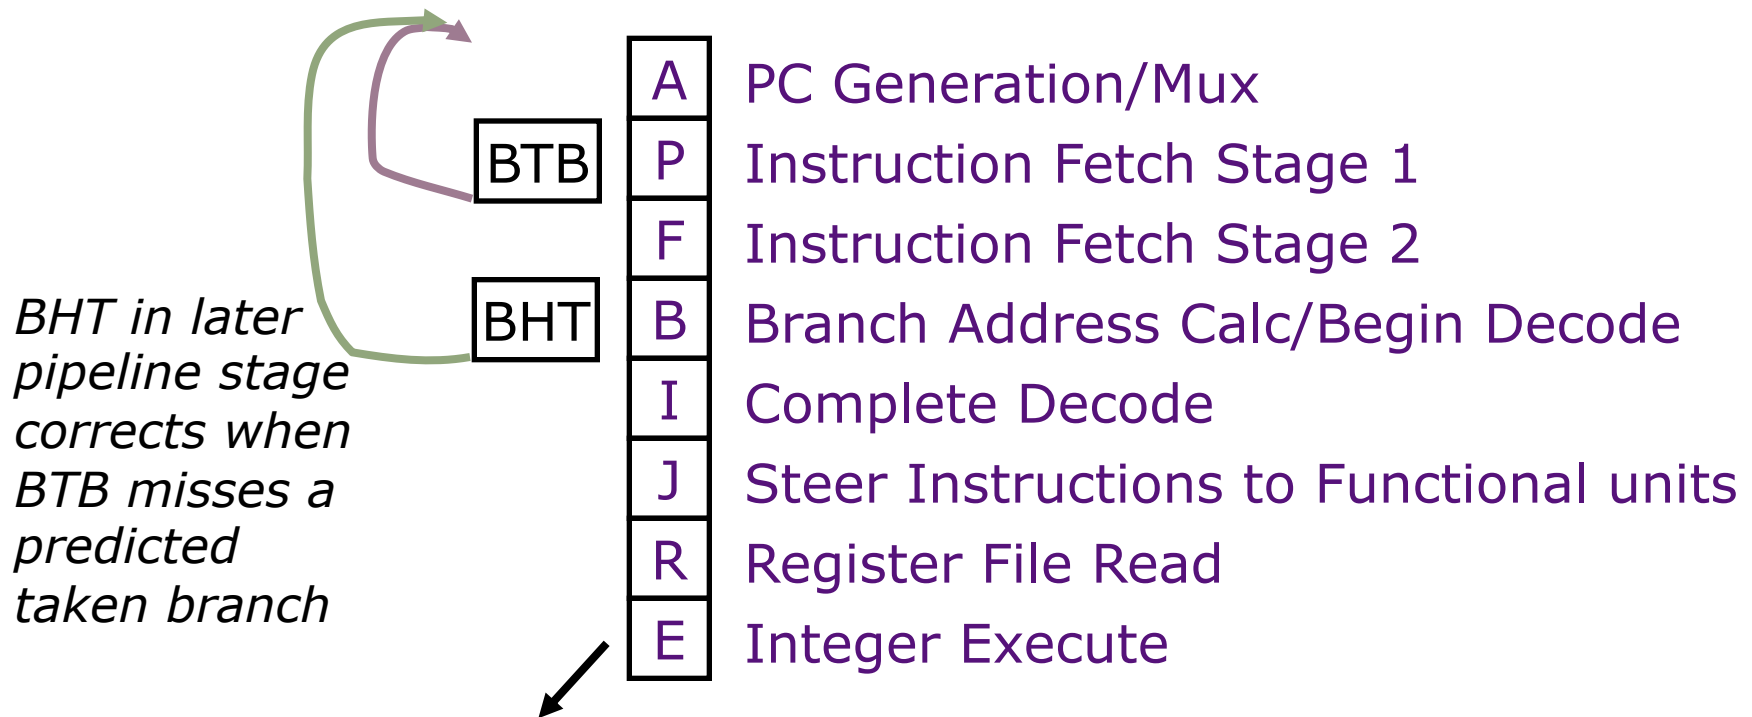 A PC Generation/Mux
BTB P Instruction Fetch Stage 1
F Instruction Fetch Stage 2
BHT B Branch Address Calc/Begin Decode
I Complete Decode
J Steer Instructions to Functional units
R Register File Read
E Integer Execute
BHT in later
pipeline stage
corrects when
BTB misses a
predicted
taken branch